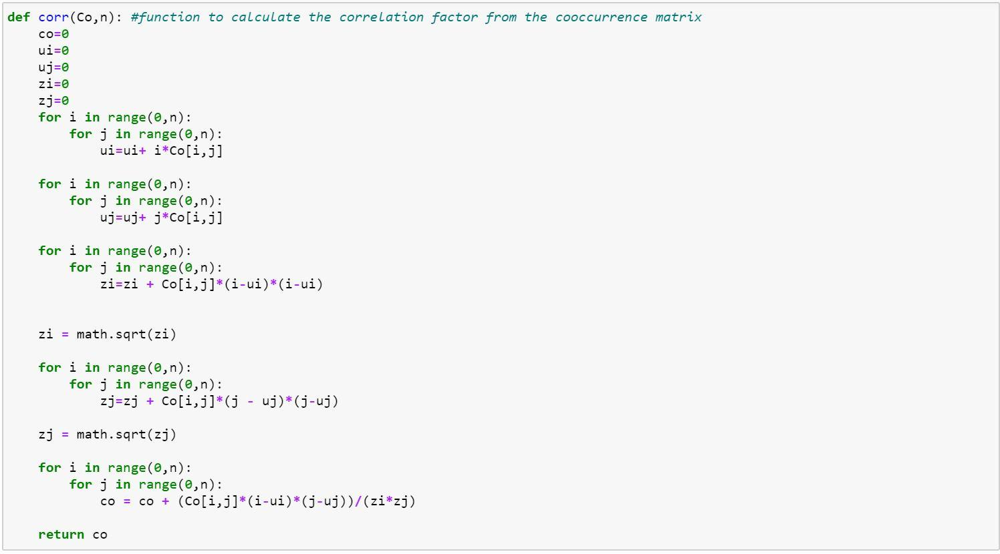 def corr(Co,n): #function to calculate the correlation factor from the cooccurrence matrix
    co=0
    ui=0
    uj=0
    zi=0
    zj=0
    for i in range(0,n):
        for j in range(0,n):
            ui=ui+ i*Co[i,j]

    for i in range(0,n):
        for j in range(0,n):
            uj=uj+ j*Co[i,j]

    for i in range(0,n):
        for j in range(0,n):
            zi=zi + Co[i,j]*(i-ui)*(i-ui)


    zi = math.sqrt(zi)

    for i in range(0,n):
        for j in range(0,n):
            zj=zj + Co[i,j]*(j - uj)*(j-uj)

    zj = math.sqrt(zj)

    for i in range(0,n):
        for j in range(0,n):
            co = co + (Co[i,j]*(i-ui)*(j-uj))/(zi*zj)

    return co